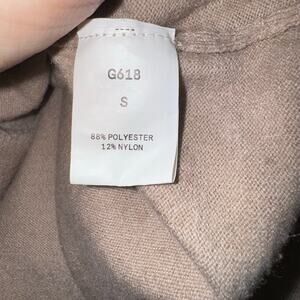 G618
S
88% POLYESTER
12% NYLON